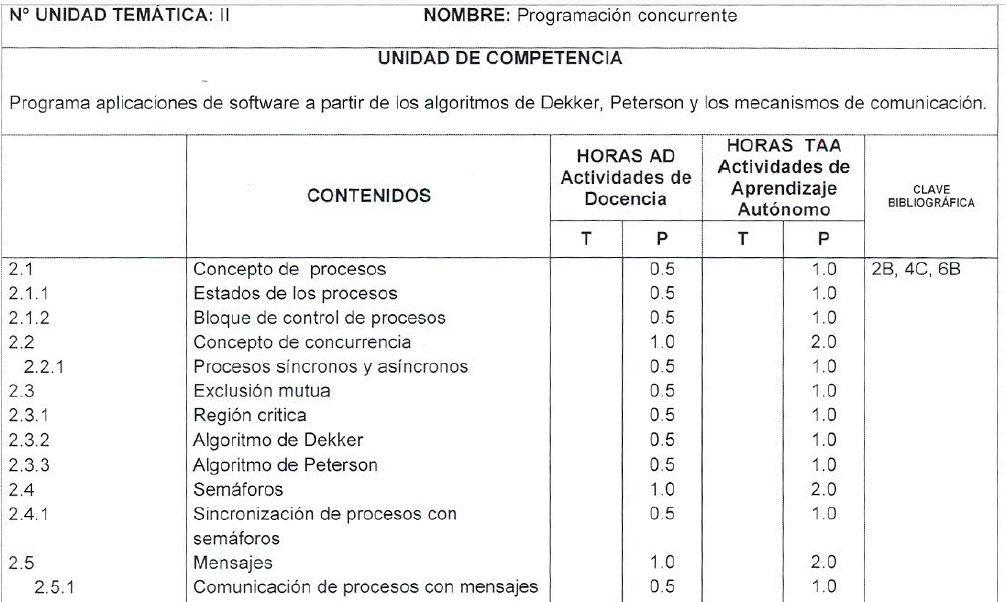 N° UNIDAD TEMÁTICA: II NOMBRE: Programación concurrente
UNIDAD DE COMPETENCIA
Programa aplicaciones de software a partir de los algoritmos de Dekker, Peterson y los mecanismos de comunicación.
CONTENIDOS
HORAS AD
Actividades de
Docencia
HORAS TAA
Actividades de
Aprendizaje
Autónomo
CLAVE
BIBLIOGRÁFICA
T P T P
2.1 Concepto de procesos 0.5 1.0 2B, 4C, 6B
2.1.1 Estados de los procesos 0.5 1.0
2.1.2 Bloque de control de procesos 0.5 1.0
2.2 Concepto de concurrencia 1.0 2.0
2.2.1 Procesos síncronos y asíncronos 0.5 1.0
2.3 Exclusión mutua 0.5 1.0
2.3.1 Región critica 0.5 1.0
2.3.2 Algoritmo de Dekker 0.5 1.0
2.3.3 Algoritmo de Peterson 0.5 1.0
2.4 Semáforos 1.0 2.0
2.4.1 Sincronización de procesos con 0.5 1.0
semáforos
2.5 Mensajes 1.0 2.0
2.5.1 Comunicación de procesos con mensajes 0.5 1.0